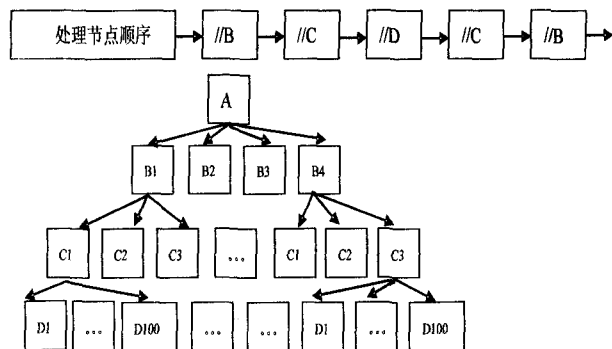 处理节点顺序 //B //C //D //C //B
A
B1 B2 B3 B4
C1 C2 C3 ... C1 C2 C3
D1 ... D100 ... ... D1 ... D100